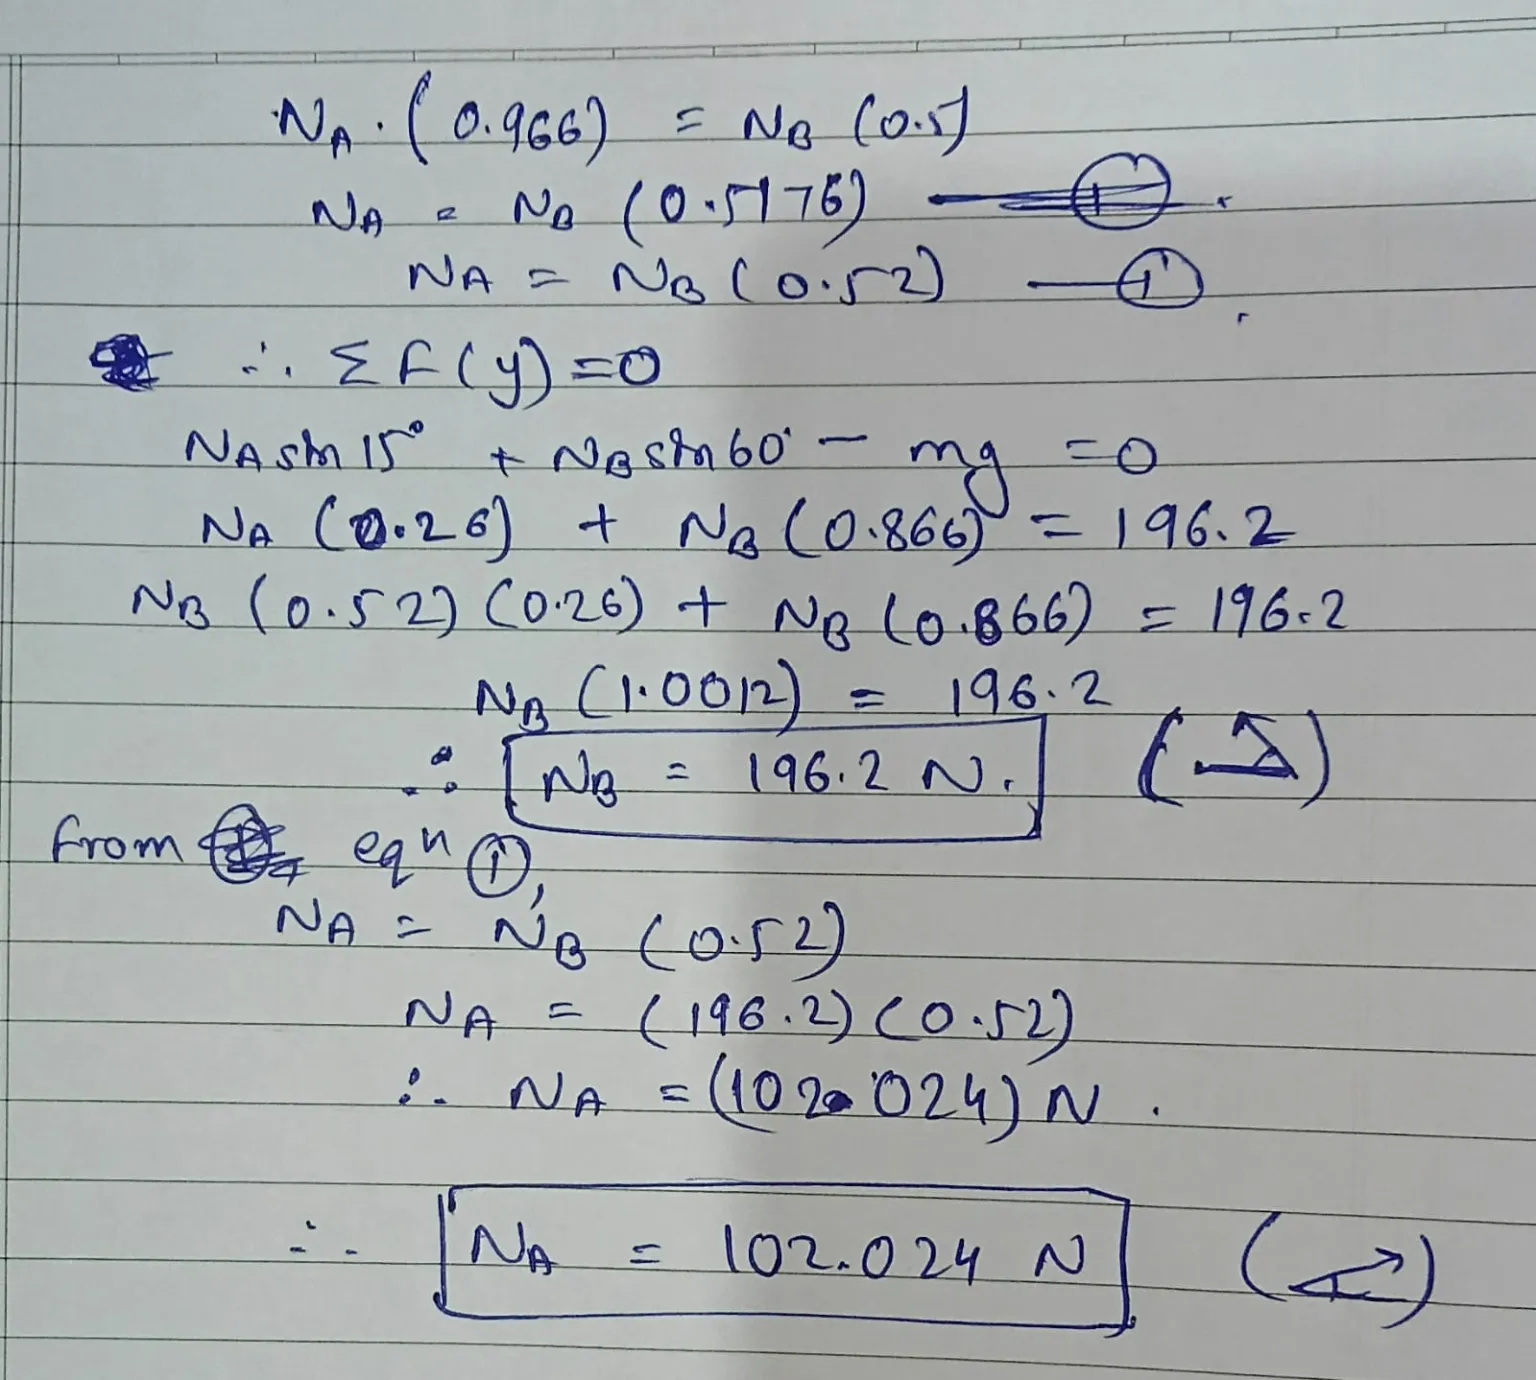 NA . (0.966) = NB (0.5)
NA = NB (0.5176)
NA = NB (0.52) — ①
∴ ΣF(y)=0
NA sin 15° + NB sin 60° – mg = 0
NA (0.26) + NB (0.866) = 196.2
NB (0.52) (0.26) + NB (0.866) = 196.2
NB (1.0012) = 196.2
∴ NB = 196.2 N.
from eqn ①,
NA = NB (0.52)
NA = (196.2) (0.52)
∴ NA = (102.024) N.
∴ NA = 102.024 N